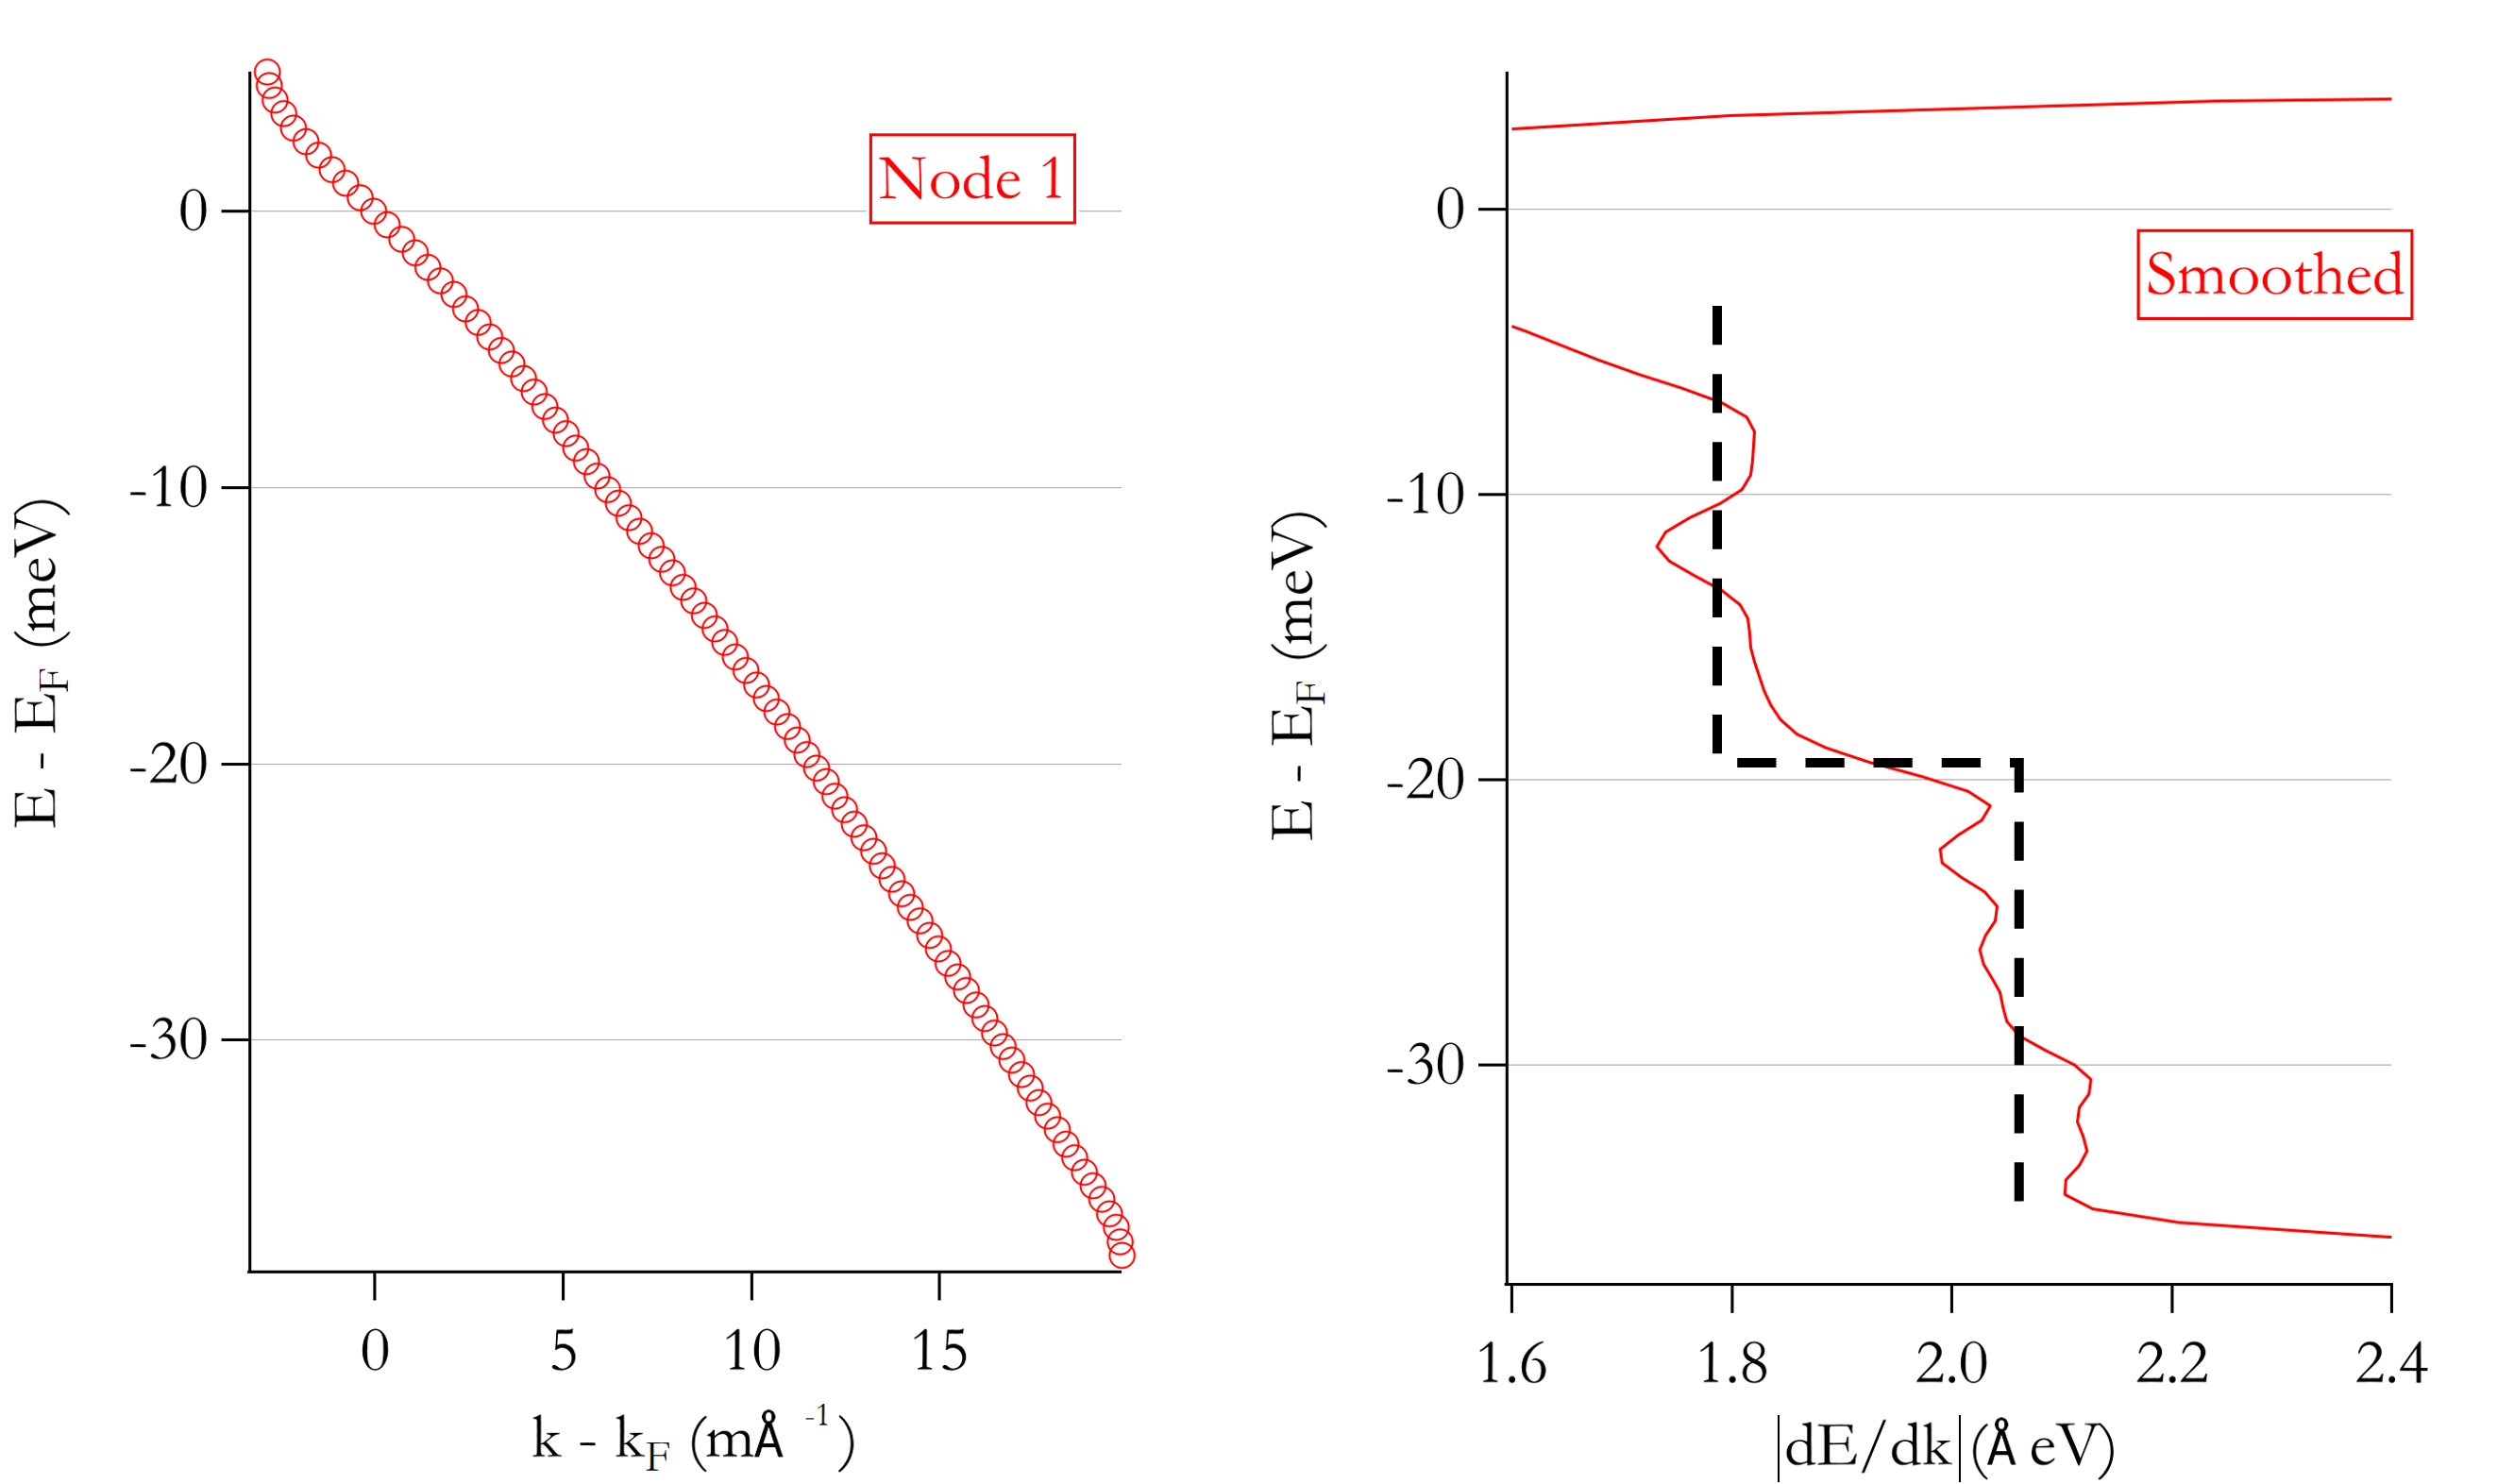 E - EF (meV)
0
-10
-20
-30
Node 1
0 5 10 15
k - kF (mÅ -1)
E - EF (meV)
0
-10
-20
-30
Smoothed
1.6 1.8 2.0 2.2 2.4
|dE/dk|(Å eV)